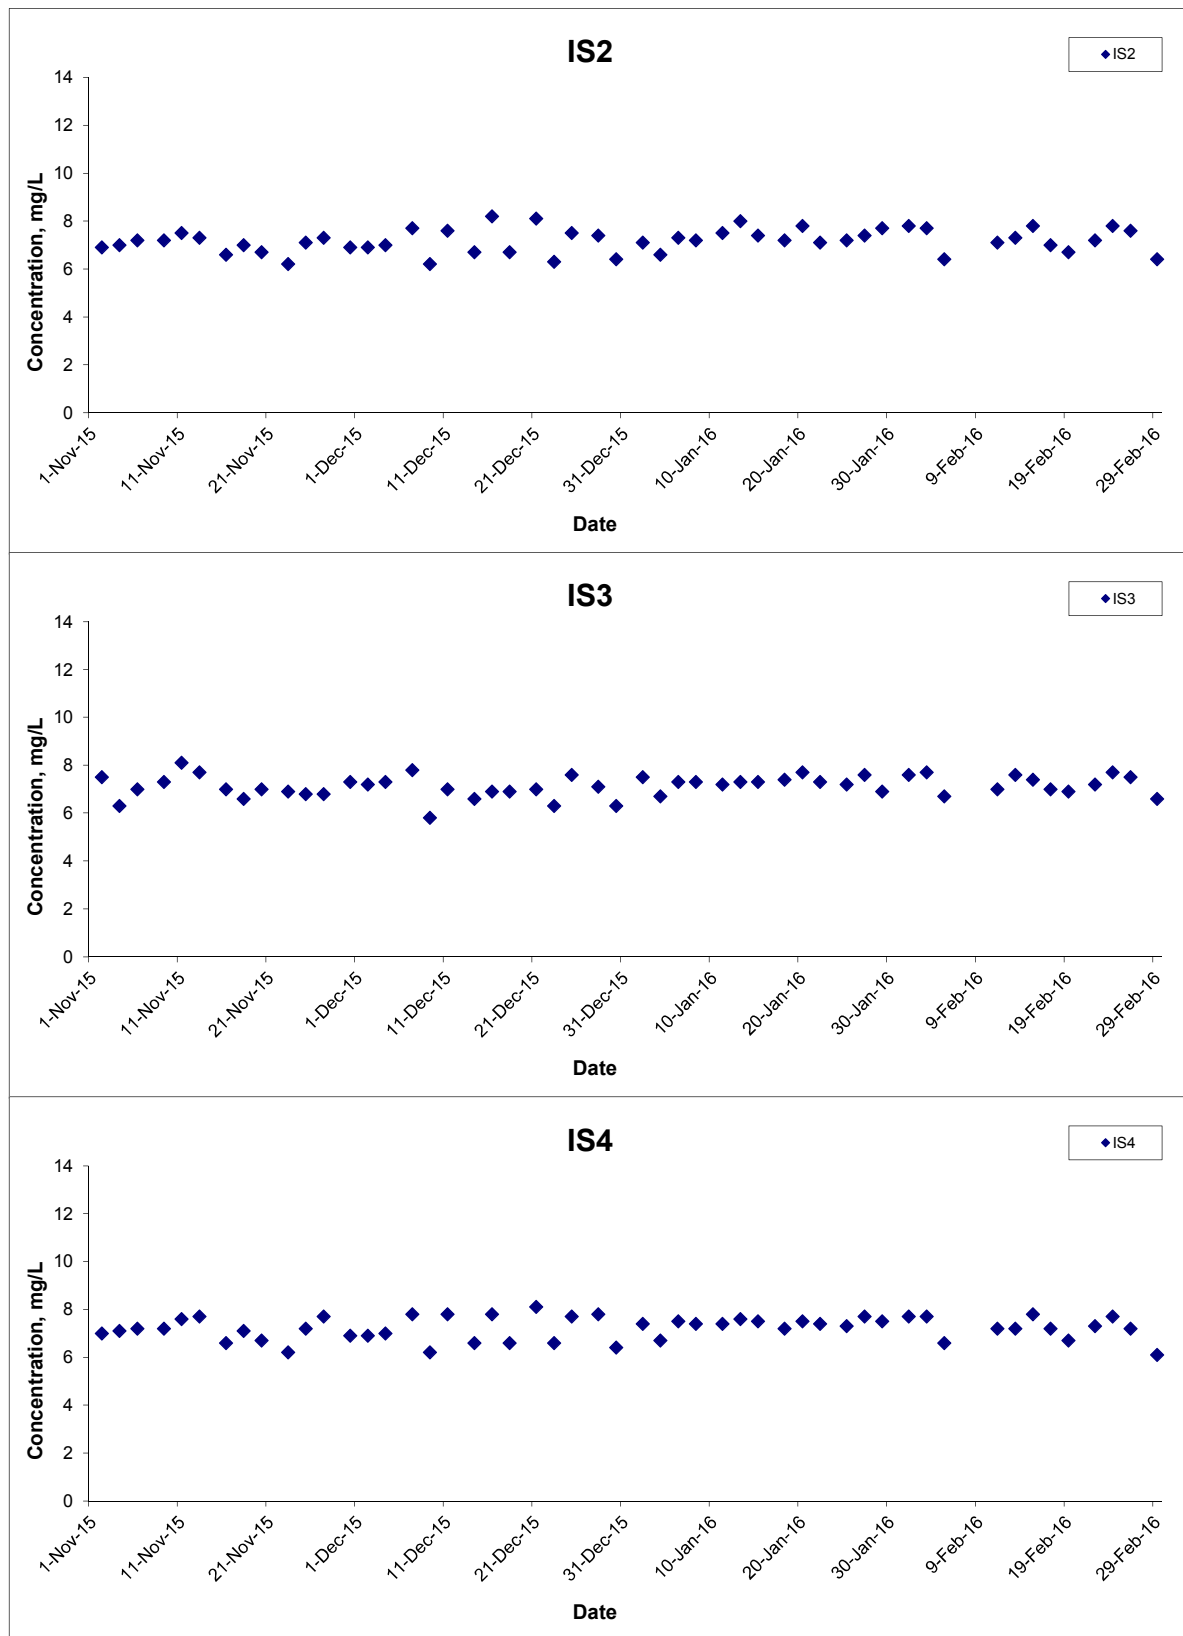 IS2
IS2
14
12
10
8
6
4
2
0
Concentration, mg/L
1-Nov-15
11-Nov-15
21-Nov-15
1-Dec-15
11-Dec-15
21-Dec-15
31-Dec-15
10-Jan-16
20-Jan-16
30-Jan-16
9-Feb-16
19-Feb-16
29-Feb-16
Date
IS3
IS3
14
12
10
8
6
4
2
0
Concentration, mg/L
1-Nov-15
11-Nov-15
21-Nov-15
1-Dec-15
11-Dec-15
21-Dec-15
31-Dec-15
10-Jan-16
20-Jan-16
30-Jan-16
9-Feb-16
19-Feb-16
29-Feb-16
Date
IS4
IS4
14
12
10
8
6
4
2
0
Concentration, mg/L
1-Nov-15
11-Nov-15
21-Nov-15
1-Dec-15
11-Dec-15
21-Dec-15
31-Dec-15
10-Jan-16
20-Jan-16
30-Jan-16
9-Feb-16
19-Feb-16
29-Feb-16
Date